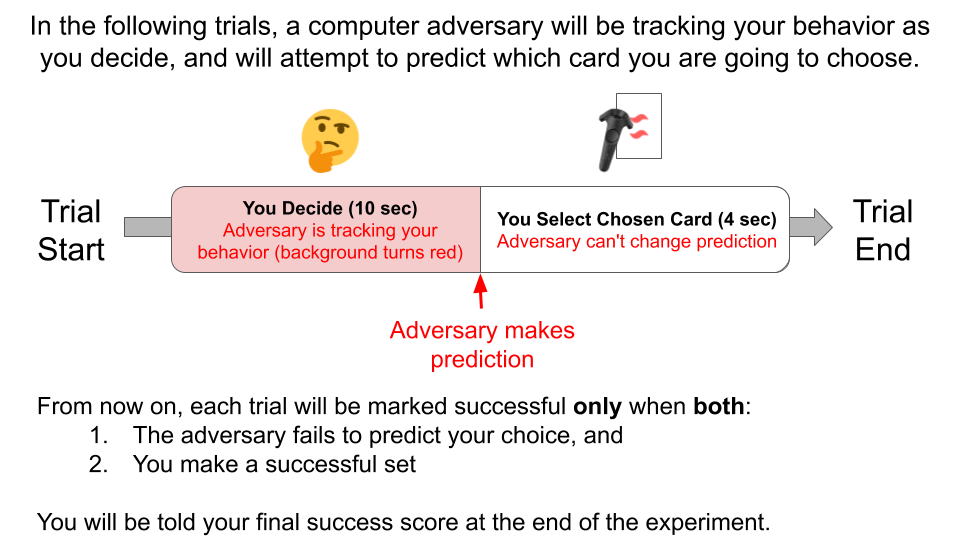 In the following trials, a computer adversary will be tracking your behavior as
you decide, and will attempt to predict which card you are going to choose.
Trial
Start
You Decide (10 sec)
Adversary is tracking your
behavior (background turns red)
You Select Chosen Card (4 sec)
Adversary can't change prediction
Trial
End
Adversary makes
prediction
From now on, each trial will be marked successful only when both:
1. The adversary fails to predict your choice, and
2. You make a successful set
You will be told your final success score at the end of the experiment.